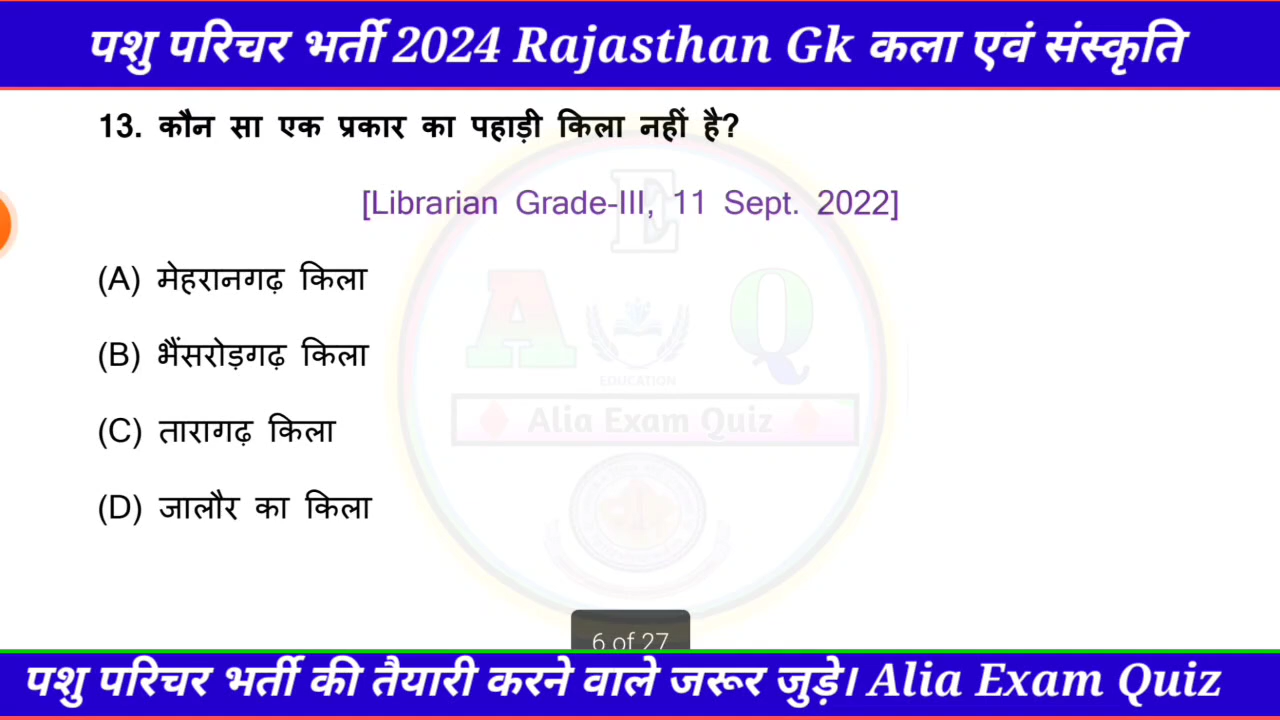 पशु परिचर भर्ती 2024 Rajasthan Gk कला एवं संस्कृति
13. कौन सा एक प्रकार का पहाड़ी किला नहीं है?
[Librarian Grade-III, 11 Sept. 2022]
(A) मेहरानगढ़ किला
(B) भैंसरोड़गढ़ किला
(C) तारागढ़ किला
(D) जालौर का किला
E
A Q
EDUCATION
Alia Exam Quiz
6 of 27
पशु परिचर भर्ती की तैयारी करने वाले जरूर जुड़े। Alia Exam Quiz